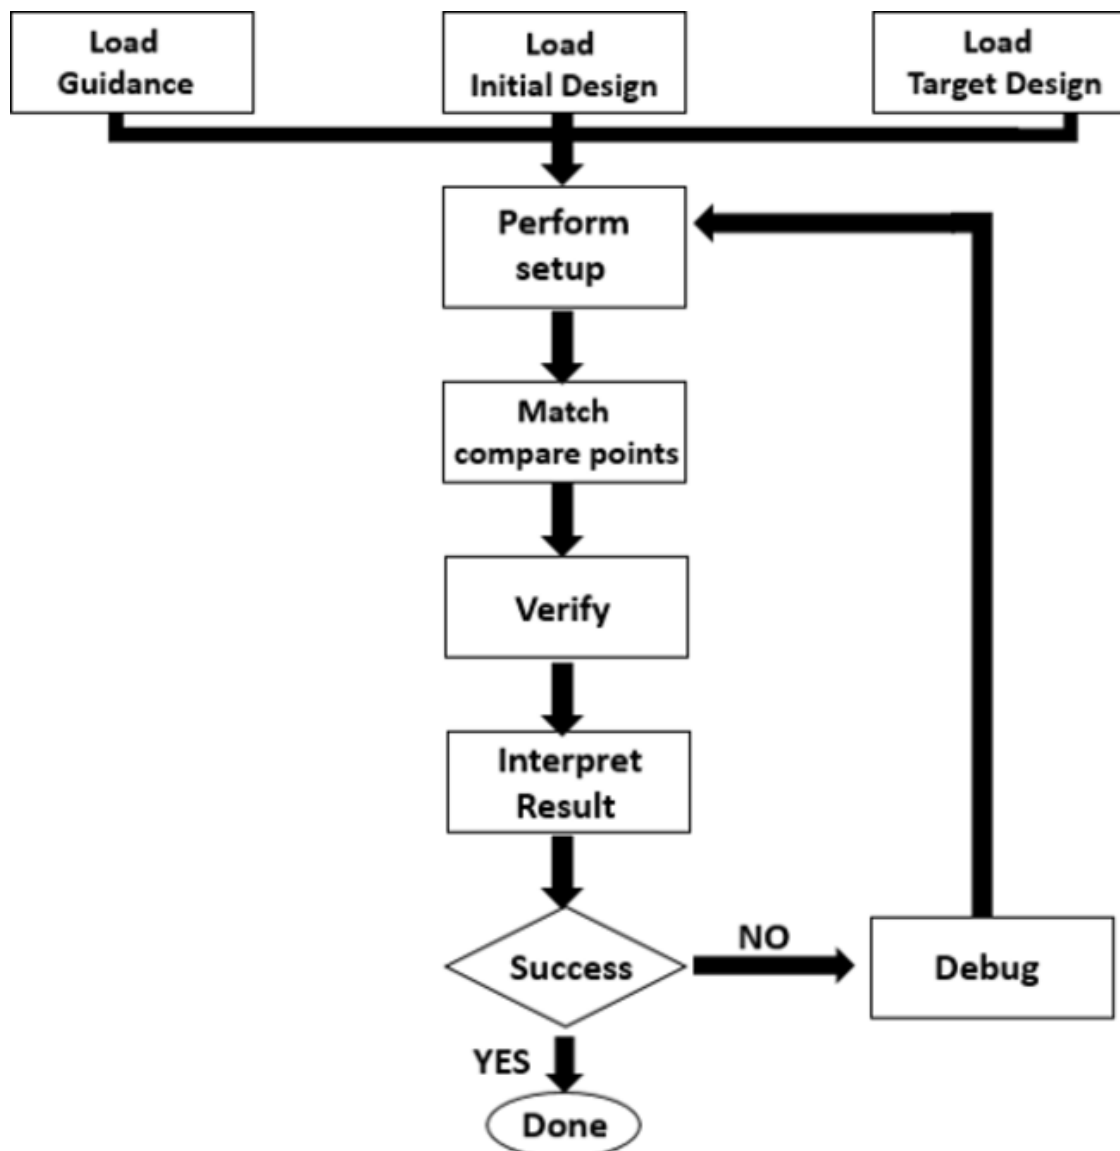 Load
Guidance
Load
Initial Design
Load
Target Design
Perform
setup
Match
compare points
Verify
Interpret
Result
Success
NO
Debug
YES
Done